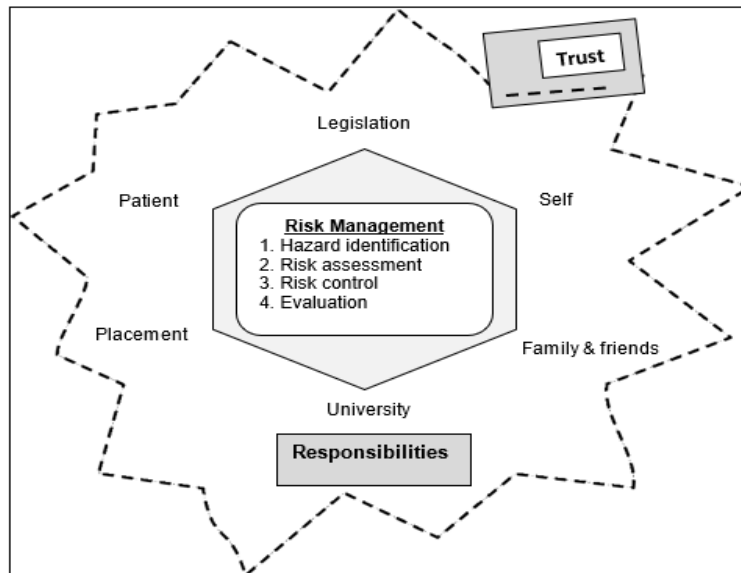 Trust
Legislation
Patient
Self
Risk Management
1. Hazard identification
2. Risk assessment
3. Risk control
4. Evaluation
Placement
Family & friends
University
Responsibilities